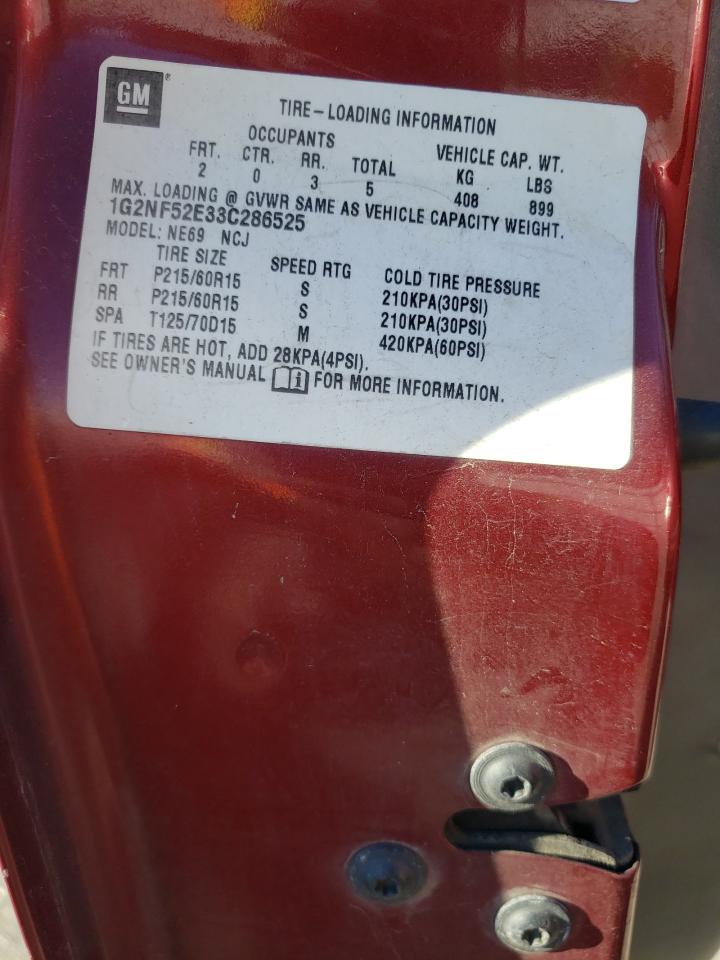 GM®
TIRE-LOADING INFORMATION
OCCUPANTS VEHICLE CAP. WT.
FRT. CTR. RR. TOTAL KG LBS
2 0 3 5 408 899
MAX. LOADING @ GVWR SAME AS VEHICLE CAPACITY WEIGHT.
1G2NF52E33C286525
MODEL: NE69 NCJ
TIRE SIZE SPEED RTG COLD TIRE PRESSURE
FRT P215/60R15 S 210KPA(30PSI)
RR P215/60R15 S 210KPA(30PSI)
SPA T125/70D15 M 420KPA(60PSI)
IF TIRES ARE HOT, ADD 28KPA(4PSI).
SEE OWNER'S MANUAL i FOR MORE INFORMATION.